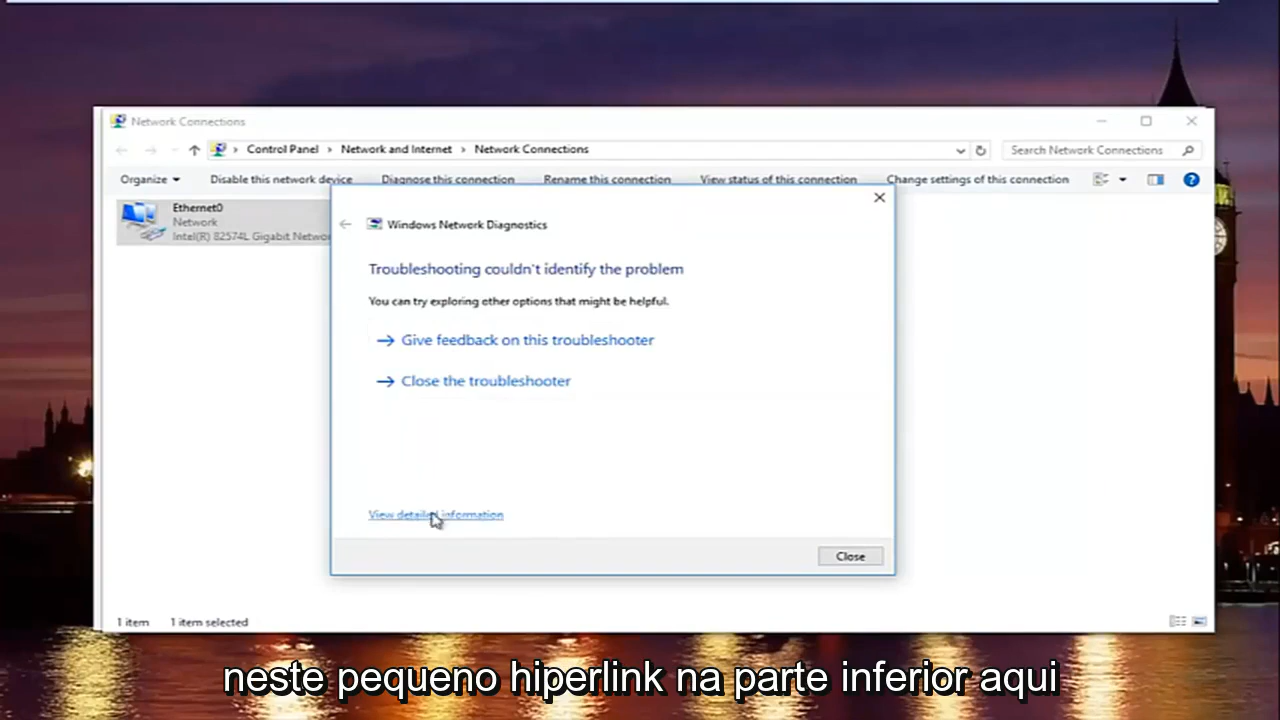 Network Connections
Control Panel > Network and Internet > Network Connections
Search Network Connections
Organize Disable this network device Diagnose this connection Rename this connection View status of this connection Change settings of this connection
Ethernet0
Network
Intel(R) 82574L Gigabit Netwo
Windows Network Diagnostics
Troubleshooting couldn't identify the problem
You can try exploring other options that might be helpful.
Give feedback on this troubleshooter
Close the troubleshooter
View detailed information
Close
1 item 1 item selected
neste pequeno hiperlink na parte inferior aqui